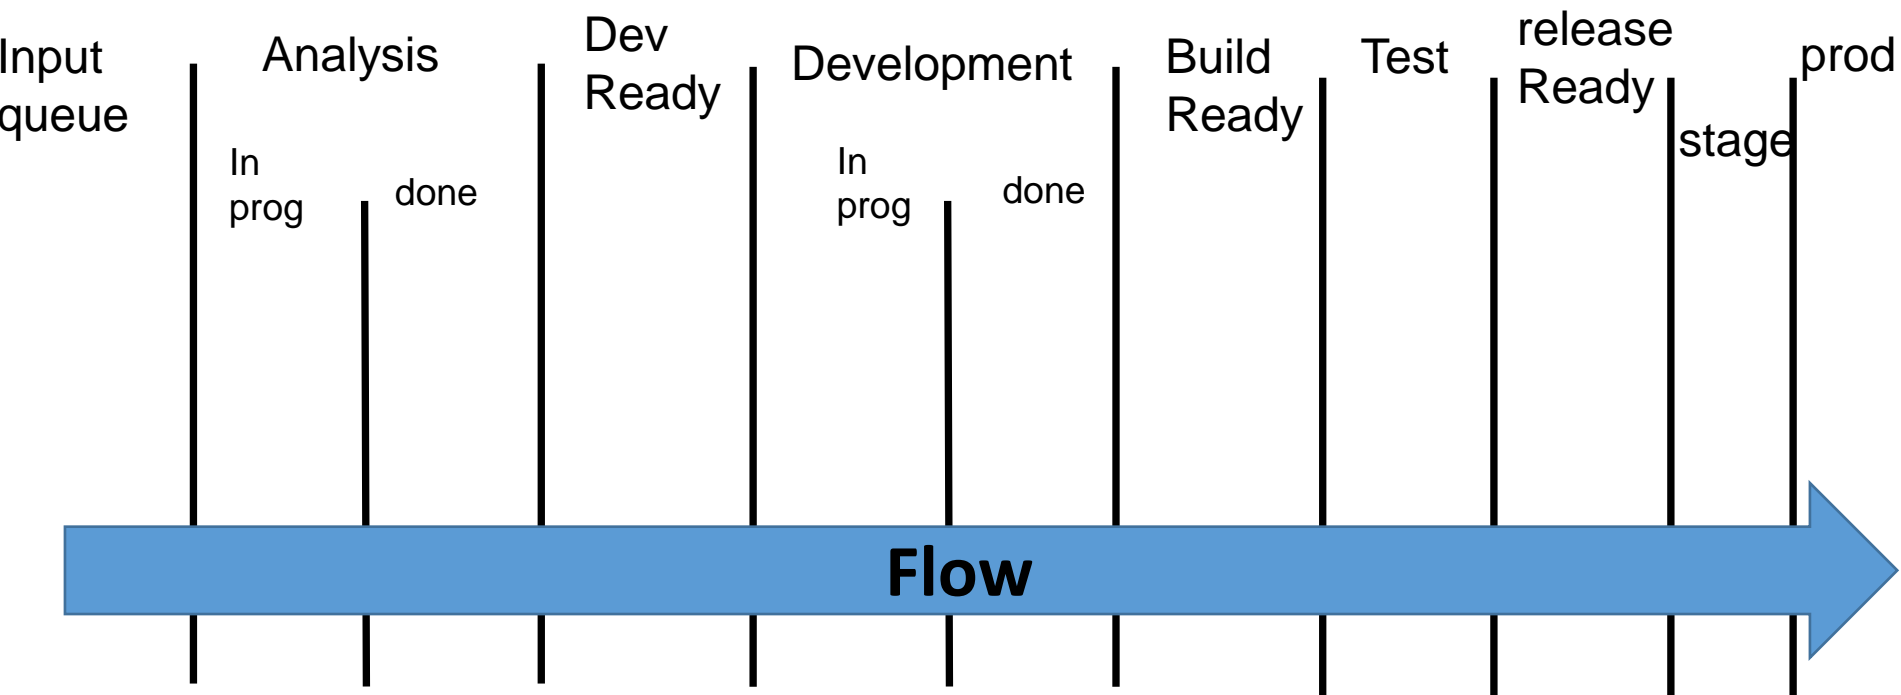 Input
queue
Analysis
In
prog
done
Dev
Ready
Development
In
prog
done
Build
Ready
Test
release
Ready
stage
prod
Flow